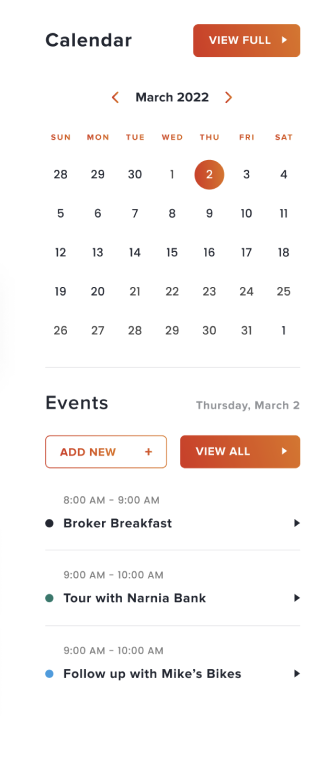 Calendar
VIEW FULL
March 2022
SUN MON TUE WED THU FRI SAT
28 29 30 1 2 3 4
5 6 7 8 9 10 11
12 13 14 15 16 17 18
19 20 21 22 23 24 25
26 27 28 29 30 31 1
Events
Thursday, March 2
ADD NEW +
VIEW ALL
8:00 AM – 9:00 AM
Broker Breakfast
9:00 AM – 10:00 AM
Tour with Narnia Bank
9:00 AM – 10:00 AM
Follow up with Mike’s Bikes